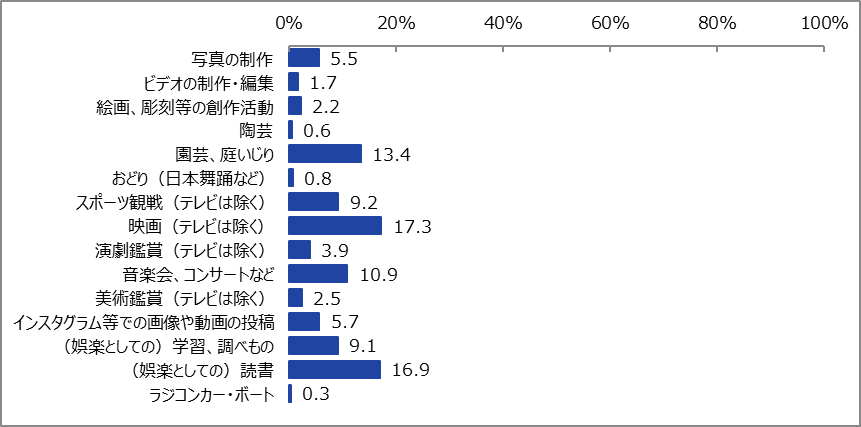 0% 20% 40% 60% 80% 100%
写真の制作 5.5
ビデオの制作・編集 1.7
絵画、彫刻等の創作活動 2.2
陶芸 0.6
園芸、庭いじり 13.4
おどり（日本舞踊など） 0.8
スポーツ観戦（テレビは除く） 9.2
映画（テレビは除く） 17.3
演劇鑑賞（テレビは除く） 3.9
音楽会、コンサートなど 10.9
美術鑑賞（テレビは除く） 2.5
インスタグラム等での画像や動画の投稿 5.7
（娯楽としての）学習、調べもの 9.1
（娯楽としての）読書 16.9
ラジコンカー・ボート 0.3